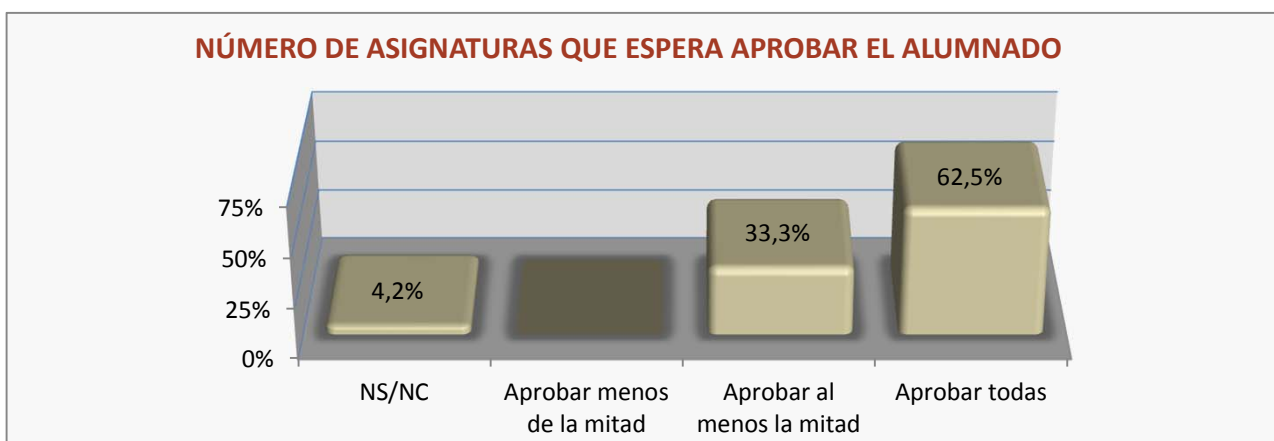 NÚMERO DE ASIGNATURAS QUE ESPERA APROBAR EL ALUMNADO
62,5%
75%
33,3%
50%
4,2%
25%
0%
NS/NC
Aprobar menos
de la mitad
Aprobar al
menos la mitad
Aprobar todas